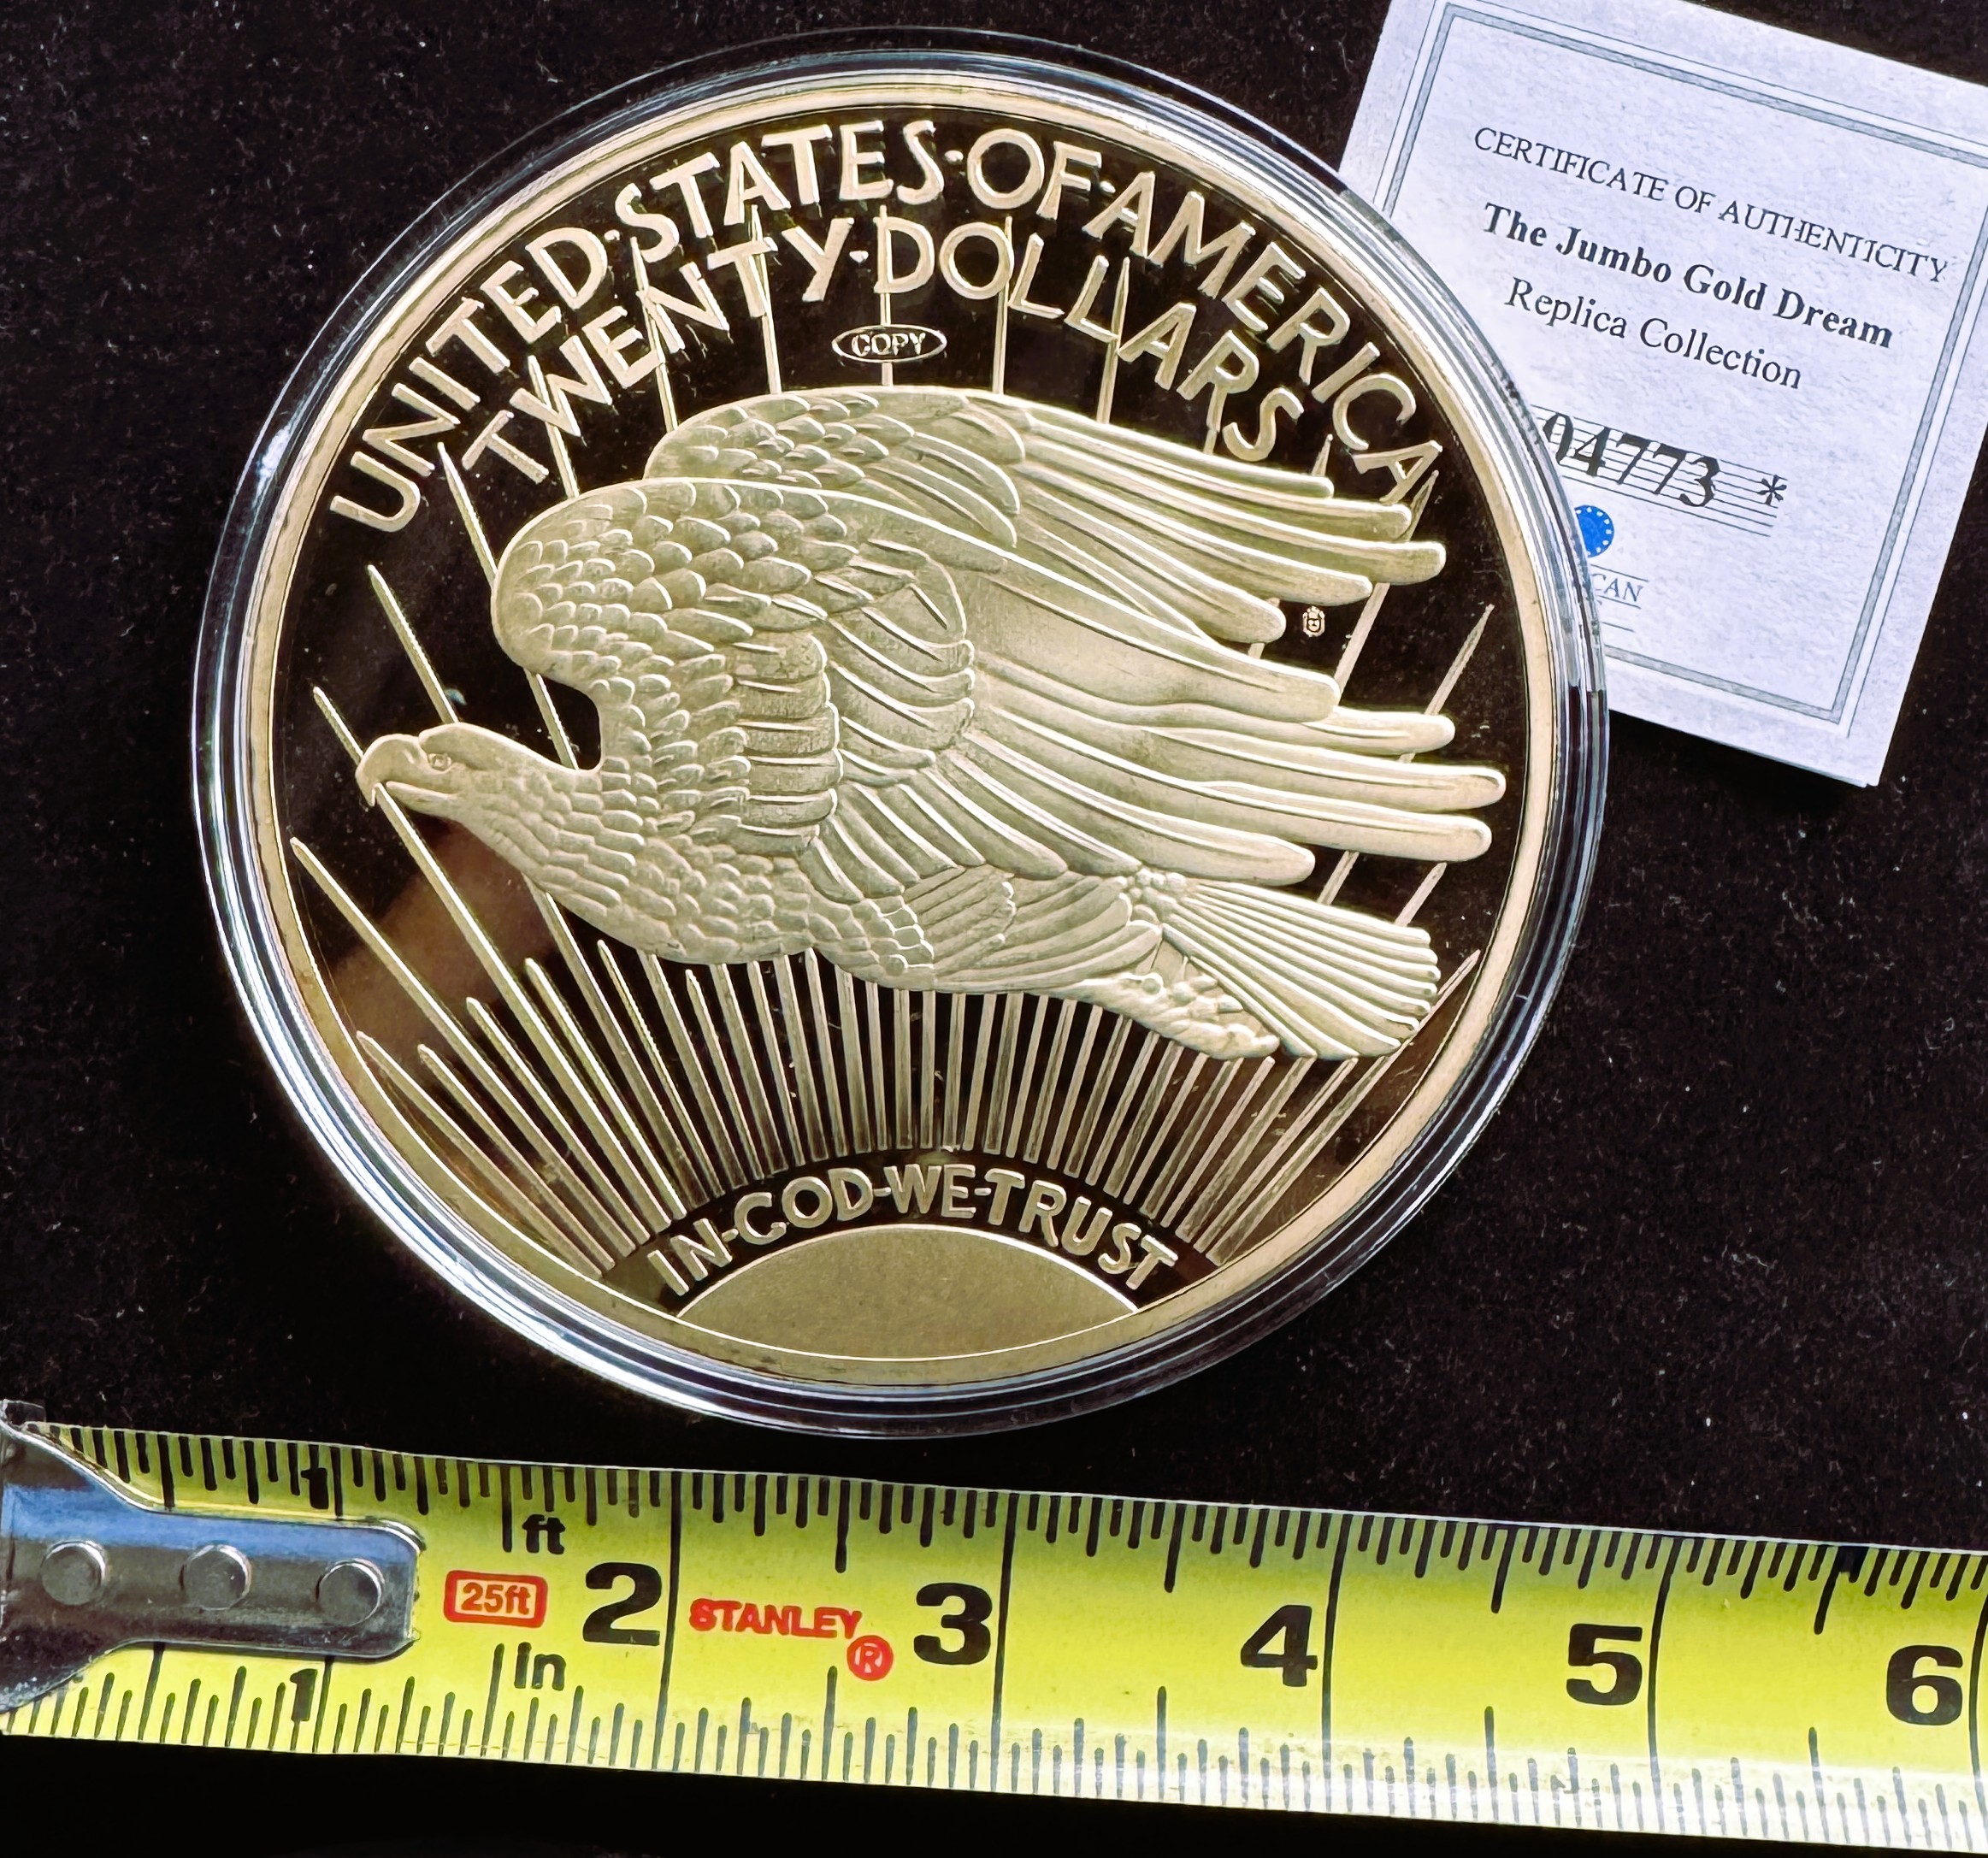 UNITED·STATES·OF·AMERICA
TWENTY·DOLLARS
COPY
IN·GOD·WE·TRUST
CERTIFICATE OF AUTHENTICITY
The Jumbo Gold Dream
Replica Collection
04773 *
CAN
1
ft
25ft
2
STANLEY
®
3
4
5
6
1
in